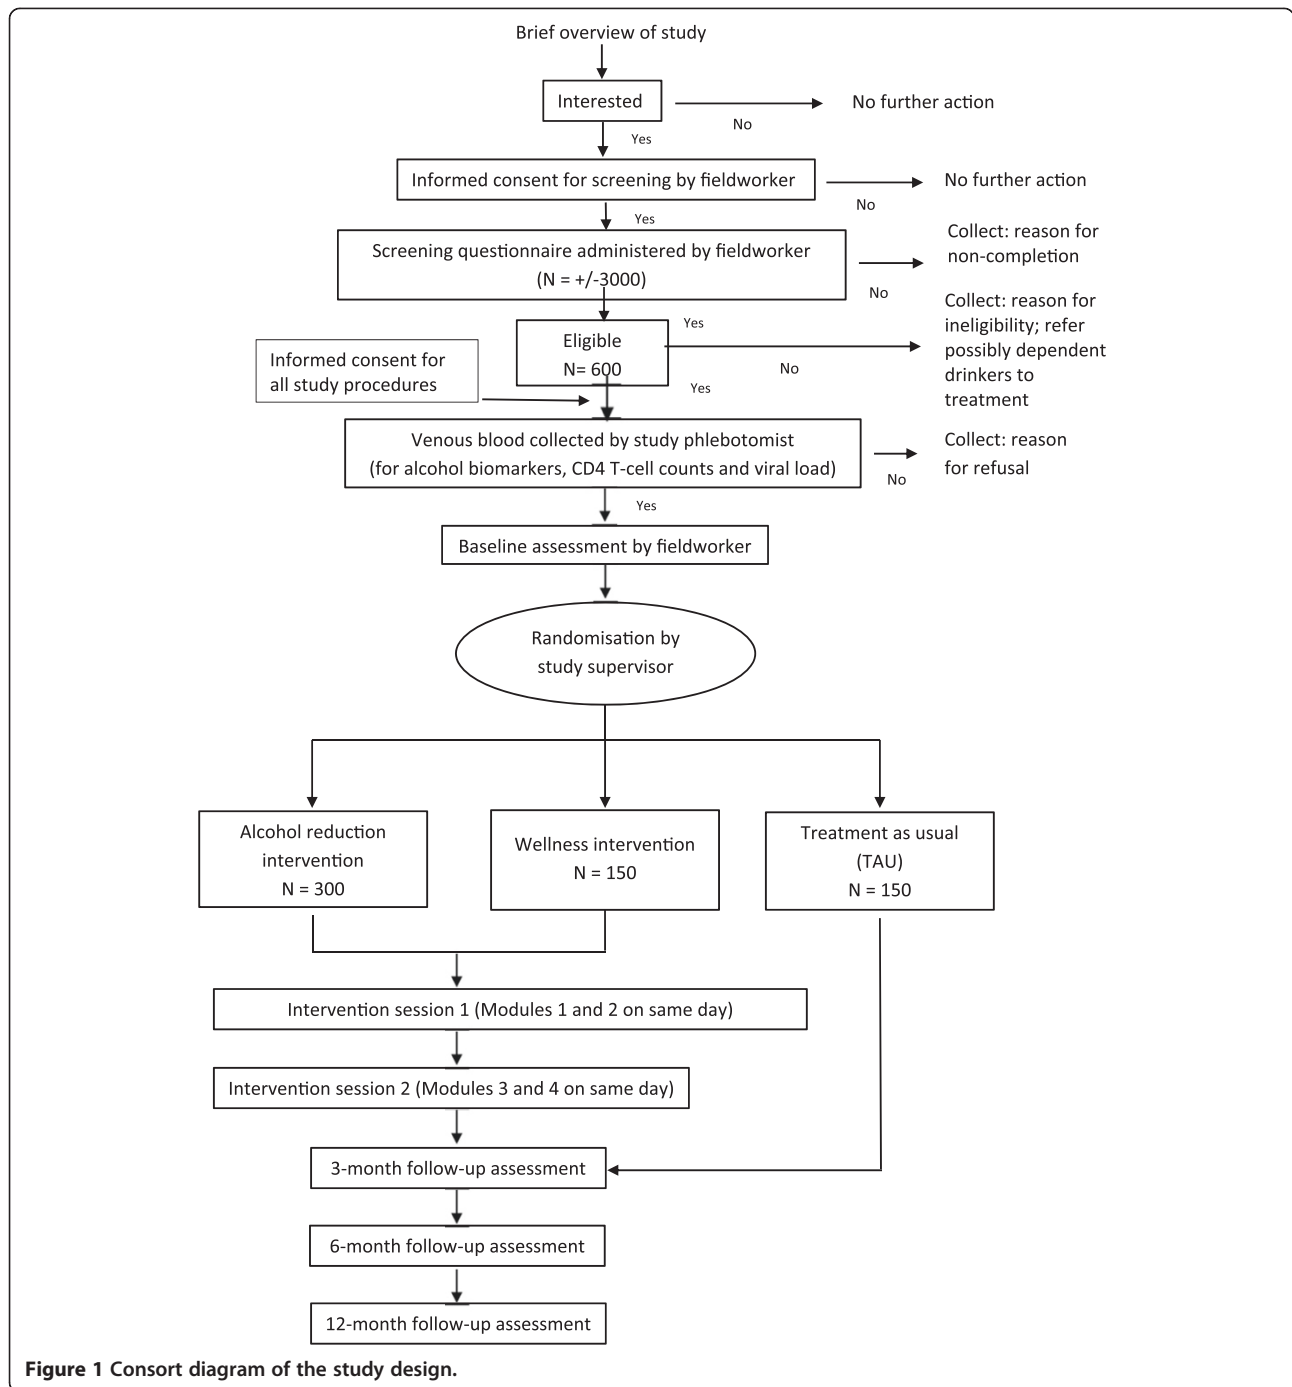 Brief overview of study
Interested
No further action
No
Yes
Informed consent for screening by fieldworker
No further action
No
Yes
Screening questionnaire administered by fieldworker
(N = +/-3000)
Collect: reason for
non-completion
No
Yes
Eligible
N= 600
No
Collect: reason for
ineligibility; refer
possibly dependent
drinkers to
treatment
Informed consent for
all study procedures
Yes
Venous blood collected by study phlebotomist
(for alcohol biomarkers, CD4 T-cell counts and viral load)
Collect: reason
for refusal
No
Yes
Baseline assessment by fieldworker
Randomisation by
study supervisor
Alcohol reduction
intervention
N = 300
Wellness intervention
N = 150
Treatment as usual
(TAU)
N = 150
Intervention session 1 (Modules 1 and 2 on same day)
Intervention session 2 (Modules 3 and 4 on same day)
3-month follow-up assessment
6-month follow-up assessment
12-month follow-up assessment
Figure 1 Consort diagram of the study design.